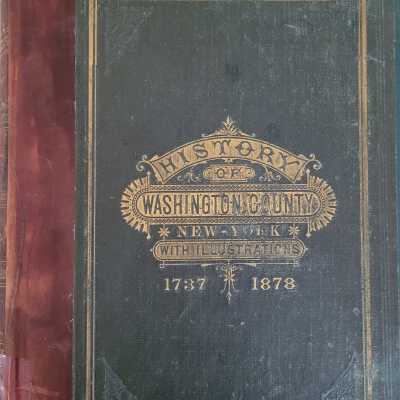 HISTORY
OF
WASHINGTON COUNTY
NEW-YORK
WITH ILLUSTRATIONS
1737 1878